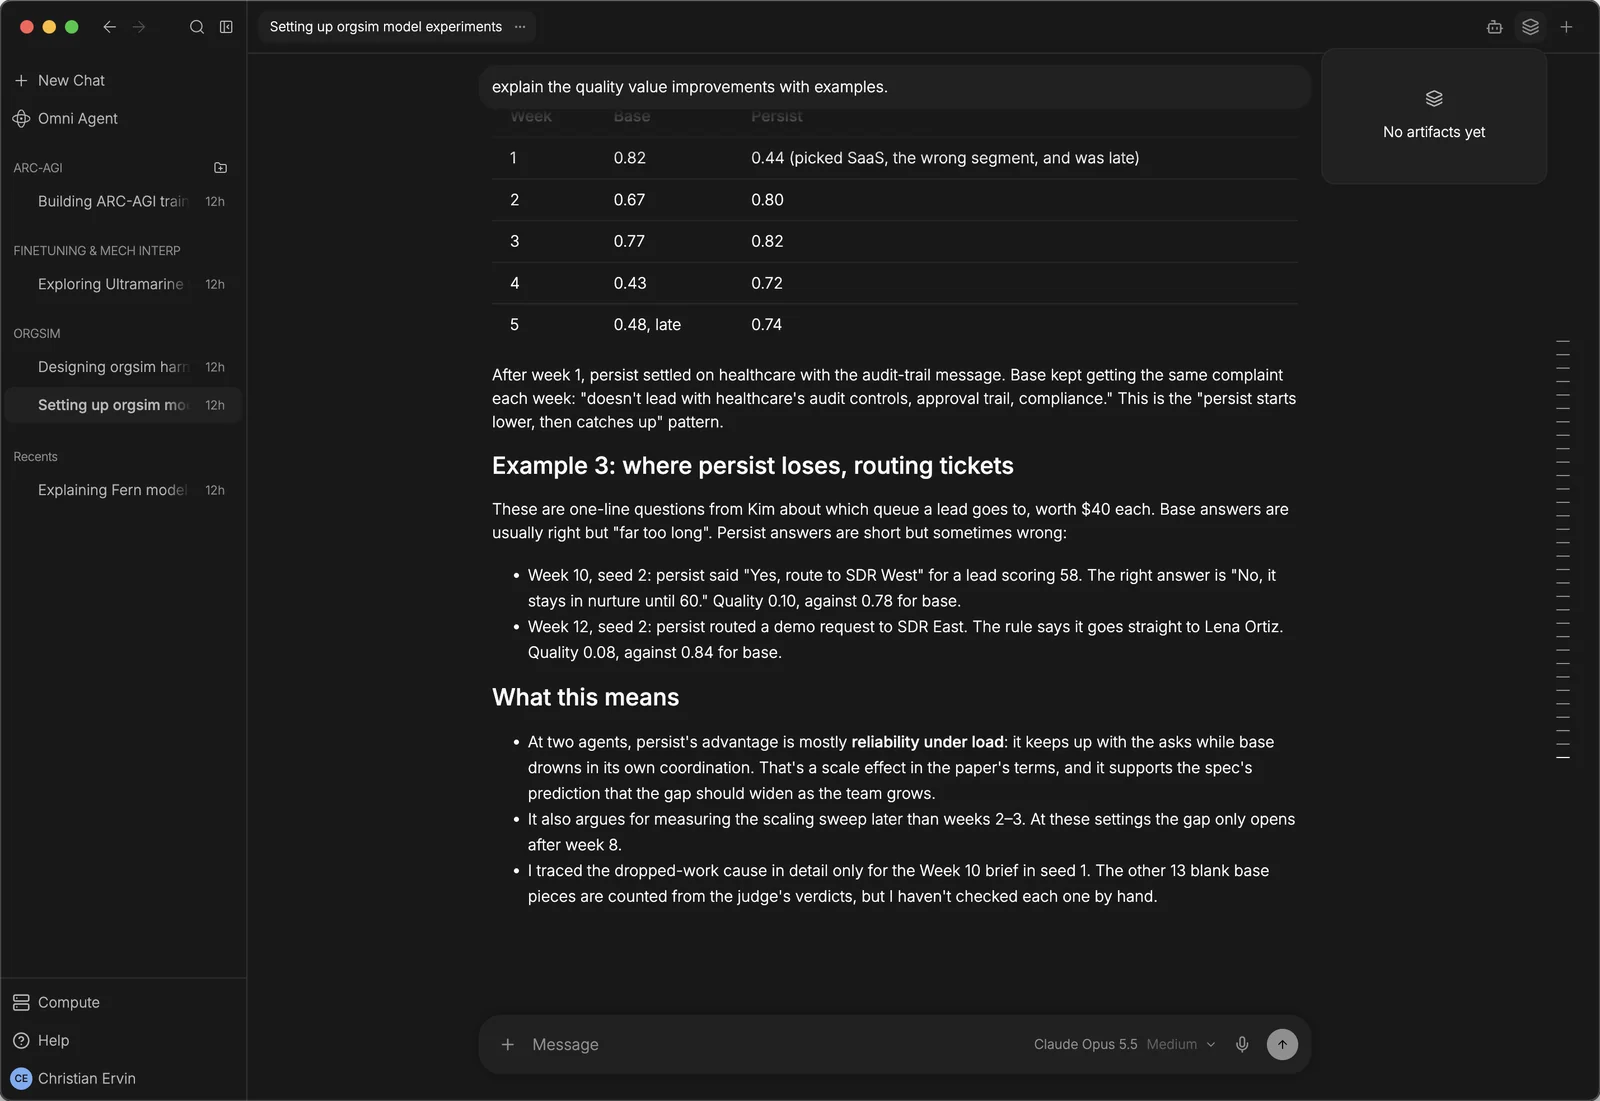 Setting up orgsim model experiments ...
New Chat
Omni Agent
ARC-AGI
Building ARC-AGI train 12h
FINETUNING & MECH INTERP
Exploring Ultramarine 12h
ORGSIM
Designing orgsim harn 12h
Setting up orgsim mo 12h
Recents
Explaining Fern model 12h
Compute
Help
CE Christian Ervin
explain the quality value improvements with examples.
Week Base Persist
1 0.82 0.44 (picked SaaS, the wrong segment, and was late)
2 0.67 0.80
3 0.77 0.82
4 0.43 0.72
5 0.48, late 0.74
After week 1, persist settled on healthcare with the audit-trail message. Base kept getting the same complaint
each week: "doesn't lead with healthcare's audit controls, approval trail, compliance." This is the "persist starts
lower, then catches up" pattern.
Example 3: where persist loses, routing tickets
These are one-line questions from Kim about which queue a lead goes to, worth $40 each. Base answers are
usually right but "far too long". Persist answers are short but sometimes wrong:
• Week 10, seed 2: persist said "Yes, route to SDR West" for a lead scoring 58. The right answer is "No, it
stays in nurture until 60." Quality 0.10, against 0.78 for base.
• Week 12, seed 2: persist routed a demo request to SDR East. The rule says it goes straight to Lena Ortiz.
Quality 0.08, against 0.84 for base.
What this means
• At two agents, persist's advantage is mostly reliability under load: it keeps up with the asks while base
drowns in its own coordination. That's a scale effect in the paper's terms, and it supports the spec's
prediction that the gap should widen as the team grows.
• It also argues for measuring the scaling sweep later than weeks 2–3. At these settings the gap only opens
after week 8.
• I traced the dropped-work cause in detail only for the Week 10 brief in seed 1. The other 13 blank base
pieces are counted from the judge's verdicts, but I haven't checked each one by hand.
Message
Claude Opus 5.5 Medium
No artifacts yet